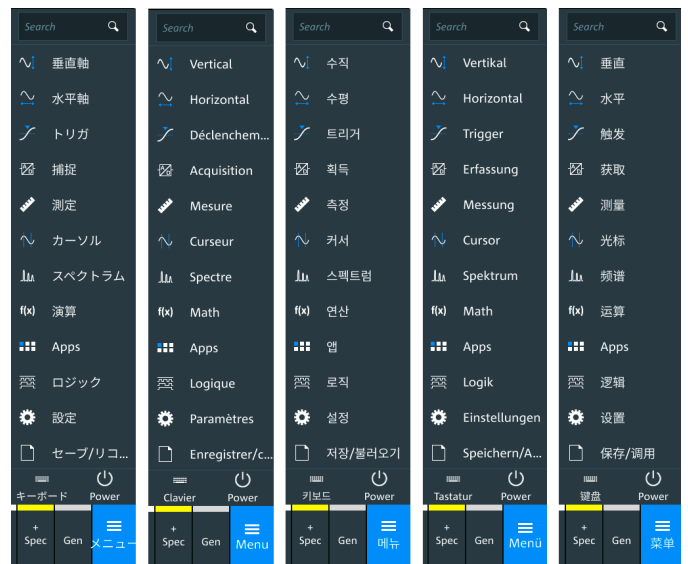 Search
垂直軸
水平軸
トリガ
捕捉
測定
カーソル
スペクトラム
f(x) 演算
Apps
ロジック
設定
セーブ/リコ...
キーボード Power
+
Spec Gen メニュー
Search
Vertical
Horizontal
Déclenchem...
Acquisition
Mesure
Curseur
Spectre
f(x) Math
Apps
Logique
Paramètres
Enregistrer/c...
Clavier Power
+
Spec Gen Menu
Search
수직
수평
트리거
획득
측정
커서
스펙트럼
f(x) 연산
앱
로직
설정
저장/불러오기
키보드 Power
+
Spec Gen 메뉴
Search
Vertikal
Horizontal
Trigger
Erfassung
Messung
Cursor
Spektrum
f(x) Math
Apps
Logik
Einstellungen
Speichern/A...
Tastatur Power
+
Spec Gen Menü
Search
垂直
水平
触发
获取
测量
光标
频谱
f(x) 运算
Apps
逻辑
设置
保存/调用
键盘 Power
+
Spec Gen 菜单